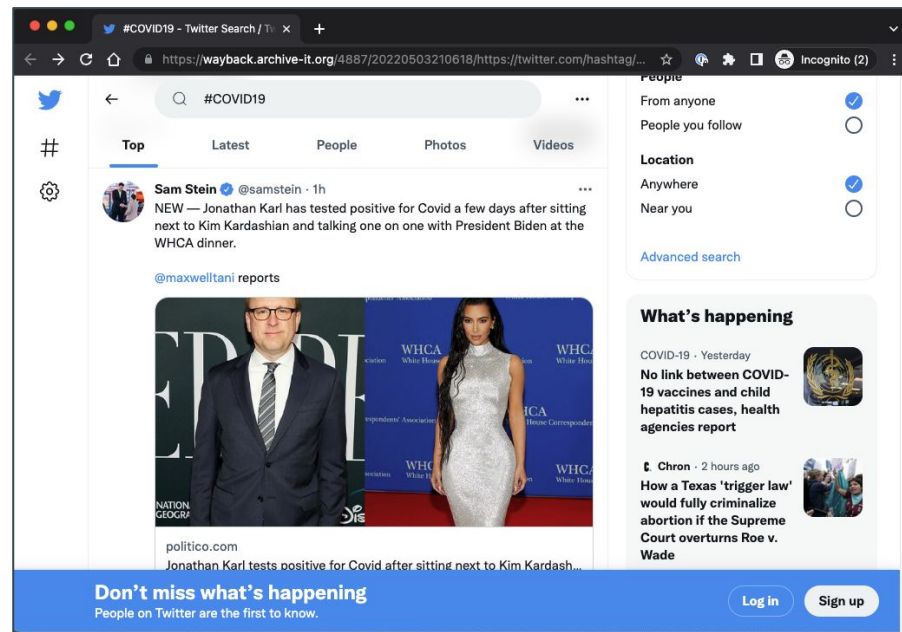 #COVID19 - Twitter Search / Tw
https://wayback.archive-it.org/4887/20220503210618/https://twitter.com/hashtag/...
Incognito (2)
#COVID19
Top Latest People Photos Videos
Sam Stein @samstein · 1h
NEW — Jonathan Karl has tested positive for Covid a few days after sitting
next to Kim Kardashian and talking one on one with President Biden at the
WHCA dinner.
@maxwelltani reports
WHCA
WHCA
White House
HCA
House Correspondents
WHCA
NATIONAL
GEOGRA
Dis
politico.com
Jonathan Karl tests positive for Covid after sitting next to Kim Kardash...
People
From anyone
People you follow
Location
Anywhere
Near you
Advanced search
What's happening
COVID-19 · Yesterday
No link between COVID-
19 vaccines and child
hepatitis cases, health
agencies report
Chron · 2 hours ago
How a Texas 'trigger law'
would fully criminalize
abortion if the Supreme
Court overturns Roe v.
Wade
Don't miss what's happening
People on Twitter are the first to know.
Log in
Sign up